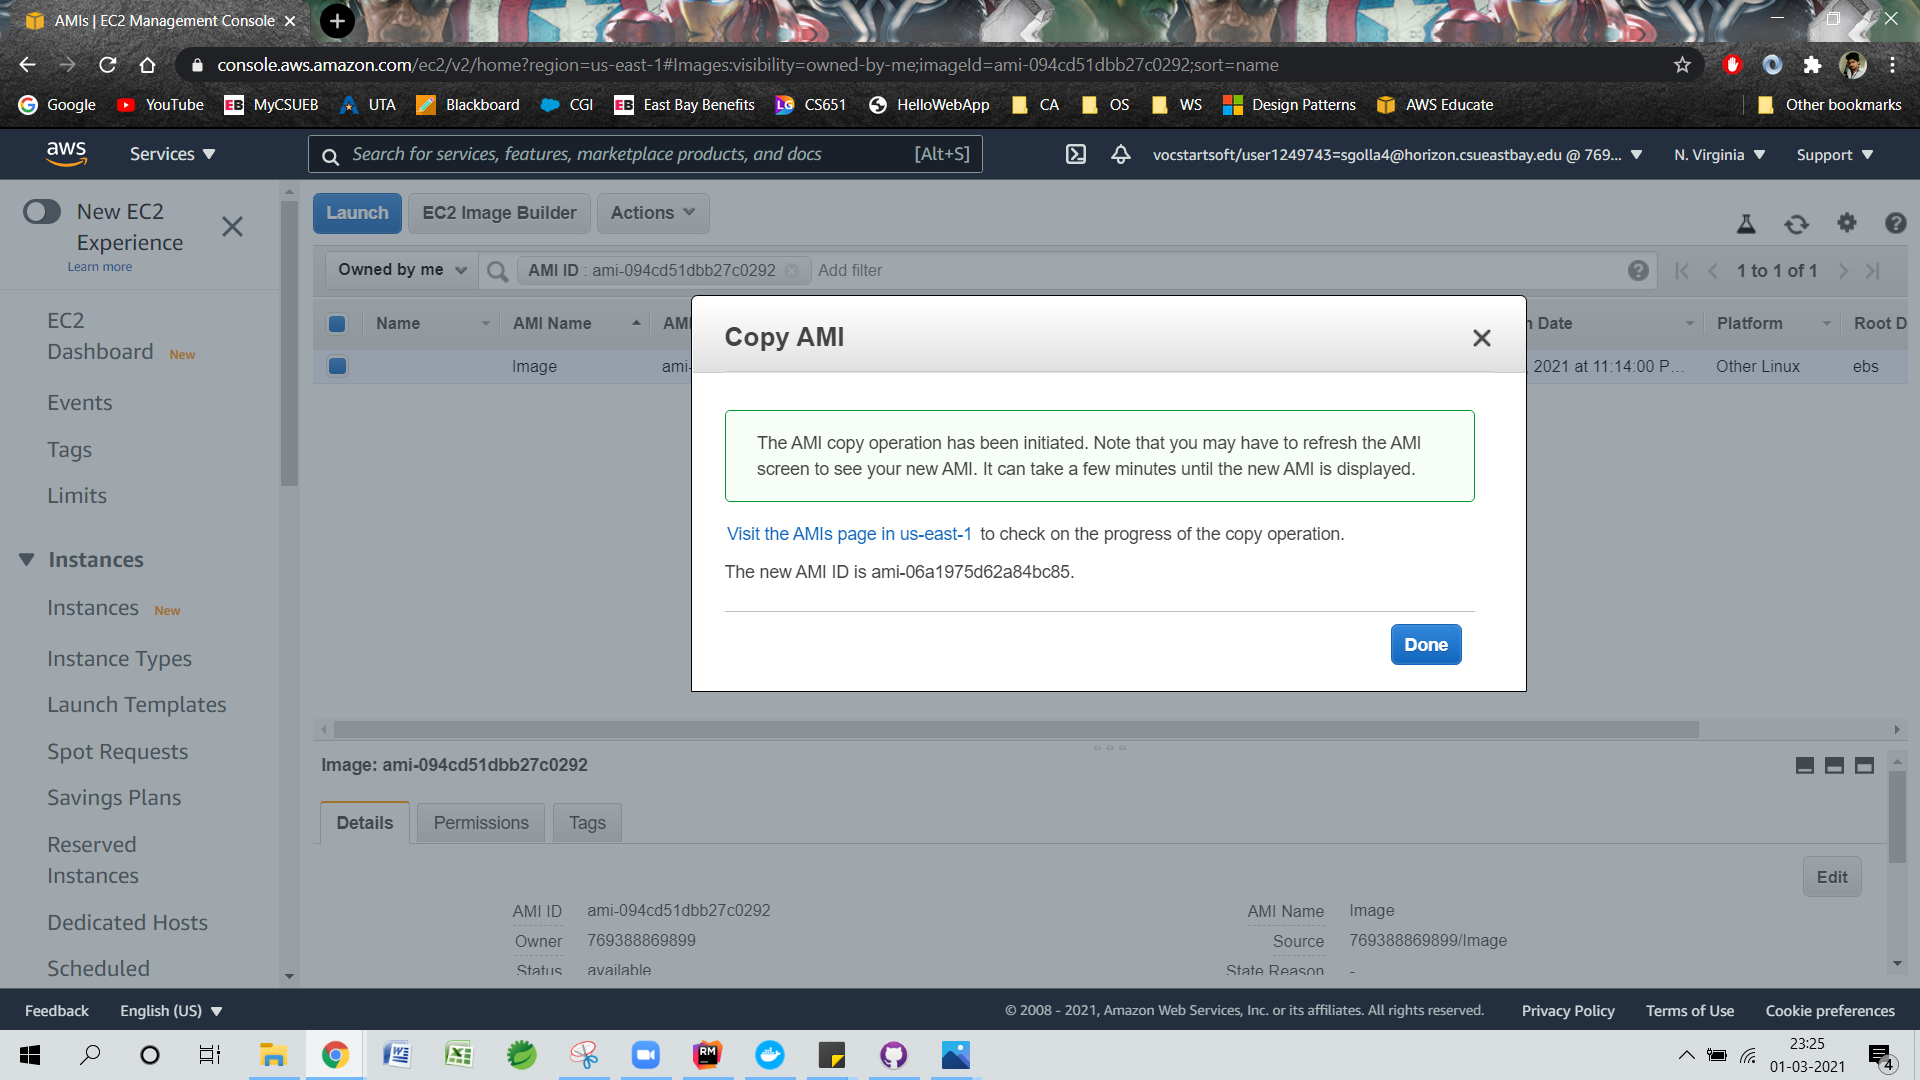 AMIs | EC2 Management Console
console.aws.amazon.com/ec2/v2/home?region=us-east-1#Images:visibility=owned-by-me;imageId=ami-094cd51dbb27c0292;sort=name
Google YouTube MyCSUEB UTA Blackboard CGI East Bay Benefits CS651 HelloWebApp CA OS WS Design Patterns AWS Educate Other bookmarks
aws Services Search for services, features, marketplace products, and docs [Alt+S] vocstartsoft/user1249743=sgolla4@horizon.csueastbay.edu @ 769... N. Virginia Support
New EC2
Experience
Learn more
Launch EC2 Image Builder Actions
Owned by me AMI ID : ami-094cd51dbb27c0292 Add filter 1 to 1 of 1
Name AMI Name AMI n Date Platform Root D
Image ami- 2021 at 11:14:00 P... Other Linux ebs
EC2
Dashboard New
Events
Tags
Limits
Instances
Instances New
Instance Types
Launch Templates
Spot Requests
Savings Plans
Reserved
Instances
Dedicated Hosts
Scheduled
Copy AMI
The AMI copy operation has been initiated. Note that you may have to refresh the AMI
screen to see your new AMI. It can take a few minutes until the new AMI is displayed.
Visit the AMIs page in us-east-1 to check on the progress of the copy operation.
The new AMI ID is ami-06a1975d62a84bc85.
Done
Image: ami-094cd51dbb27c0292
Details Permissions Tags
Edit
AMI ID ami-094cd51dbb27c0292 AMI Name Image
Owner 769388869899 Source 769388869899/Image
Status available State Reason -
Feedback English (US) © 2008 - 2021, Amazon Web Services, Inc. or its affiliates. All rights reserved. Privacy Policy Terms of Use Cookie preferences
23:25
01-03-2021
4